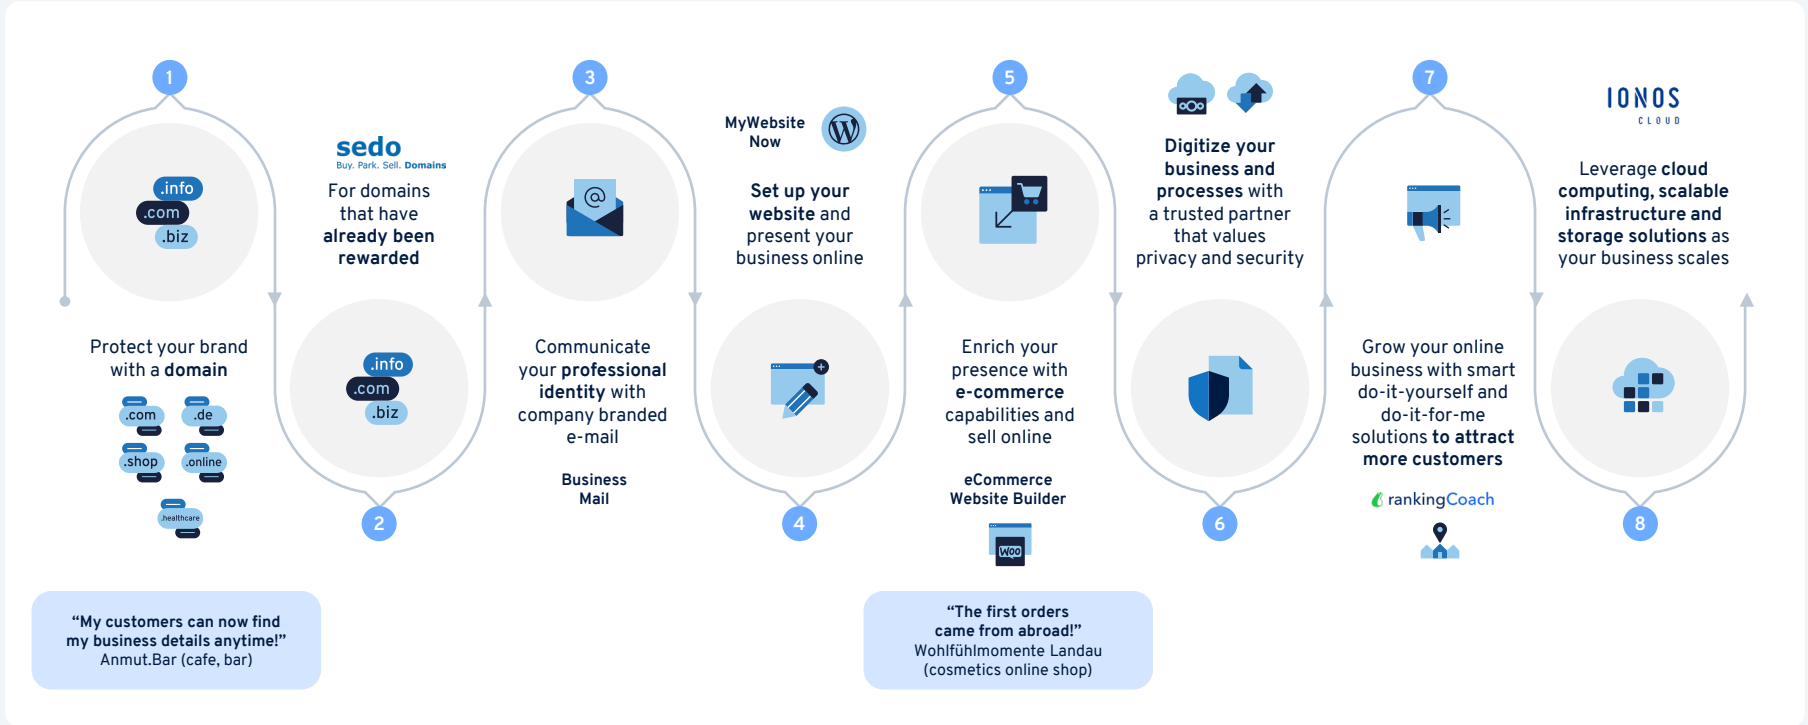 1
.info
.com
.biz
Protect your brand
with a domain
.com
.de
.shop
.online
.healthcare
“My customers can now find
my business details anytime!”
Anmut.Bar (cafe, bar)
sedo
Buy. Park. Sell. Domains
For domains
that have
already been
rewarded
.info
.com
.biz
2
3
@
Communicate
your professional
identity with
company branded
e-mail
Business
Mail
MyWebsite
Now
W
Set up your
website and
present your
business online
4
5
Enrich your
presence with
e-commerce
capabilities and
sell online
eCommerce
Website Builder
Woo
“The first orders
came from abroad!”
Wohlfühlmomente Landau
(cosmetics online shop)
Digitize your
business and
processes with
a trusted partner
that values
privacy and security
6
7
Grow your online
business with smart
do-it-yourself and
do-it-for-me
solutions to attract
more customers
rankingCoach
IONOS
CLOUD
Leverage cloud
computing, scalable
infrastructure and
storage solutions as
your business scales
8